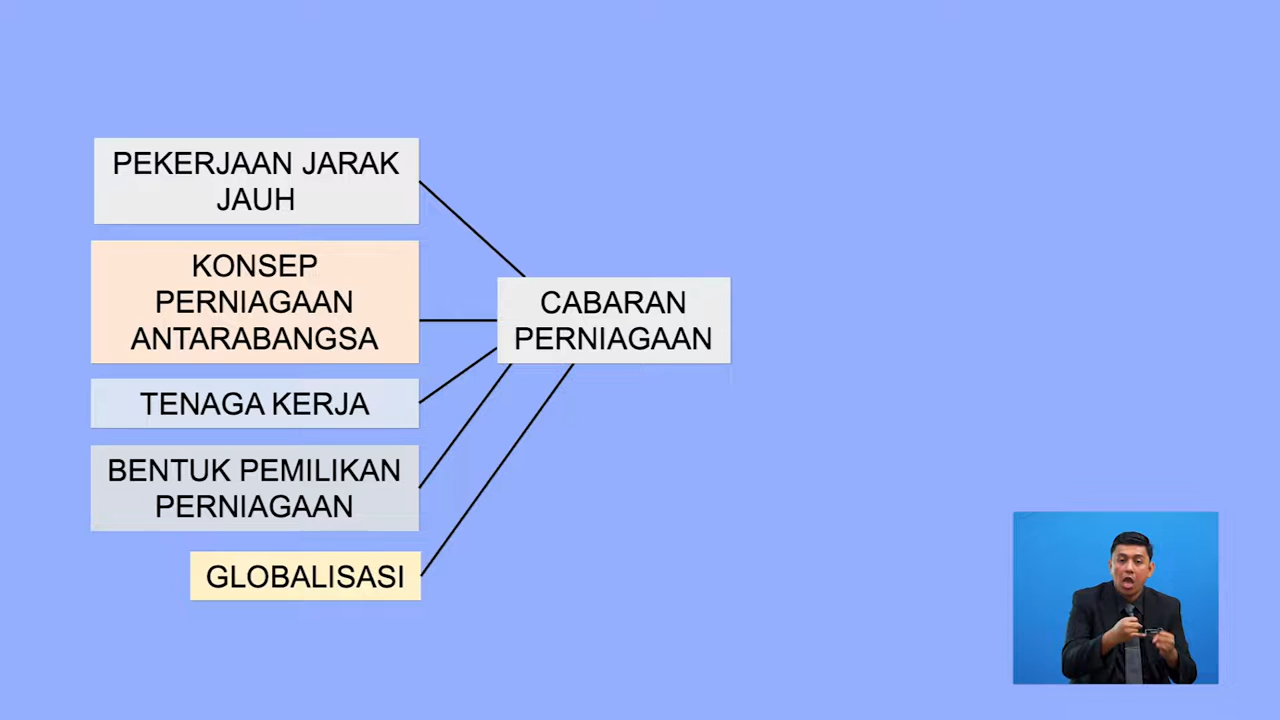 PEKERJAAN JARAK
JAUH
KONSEP
PERNIAGAAN
ANTARABANGSA
TENAGA KERJA
BENTUK PEMILIKAN
PERNIAGAAN
GLOBALISASI
CABARAN
PERNIAGAAN